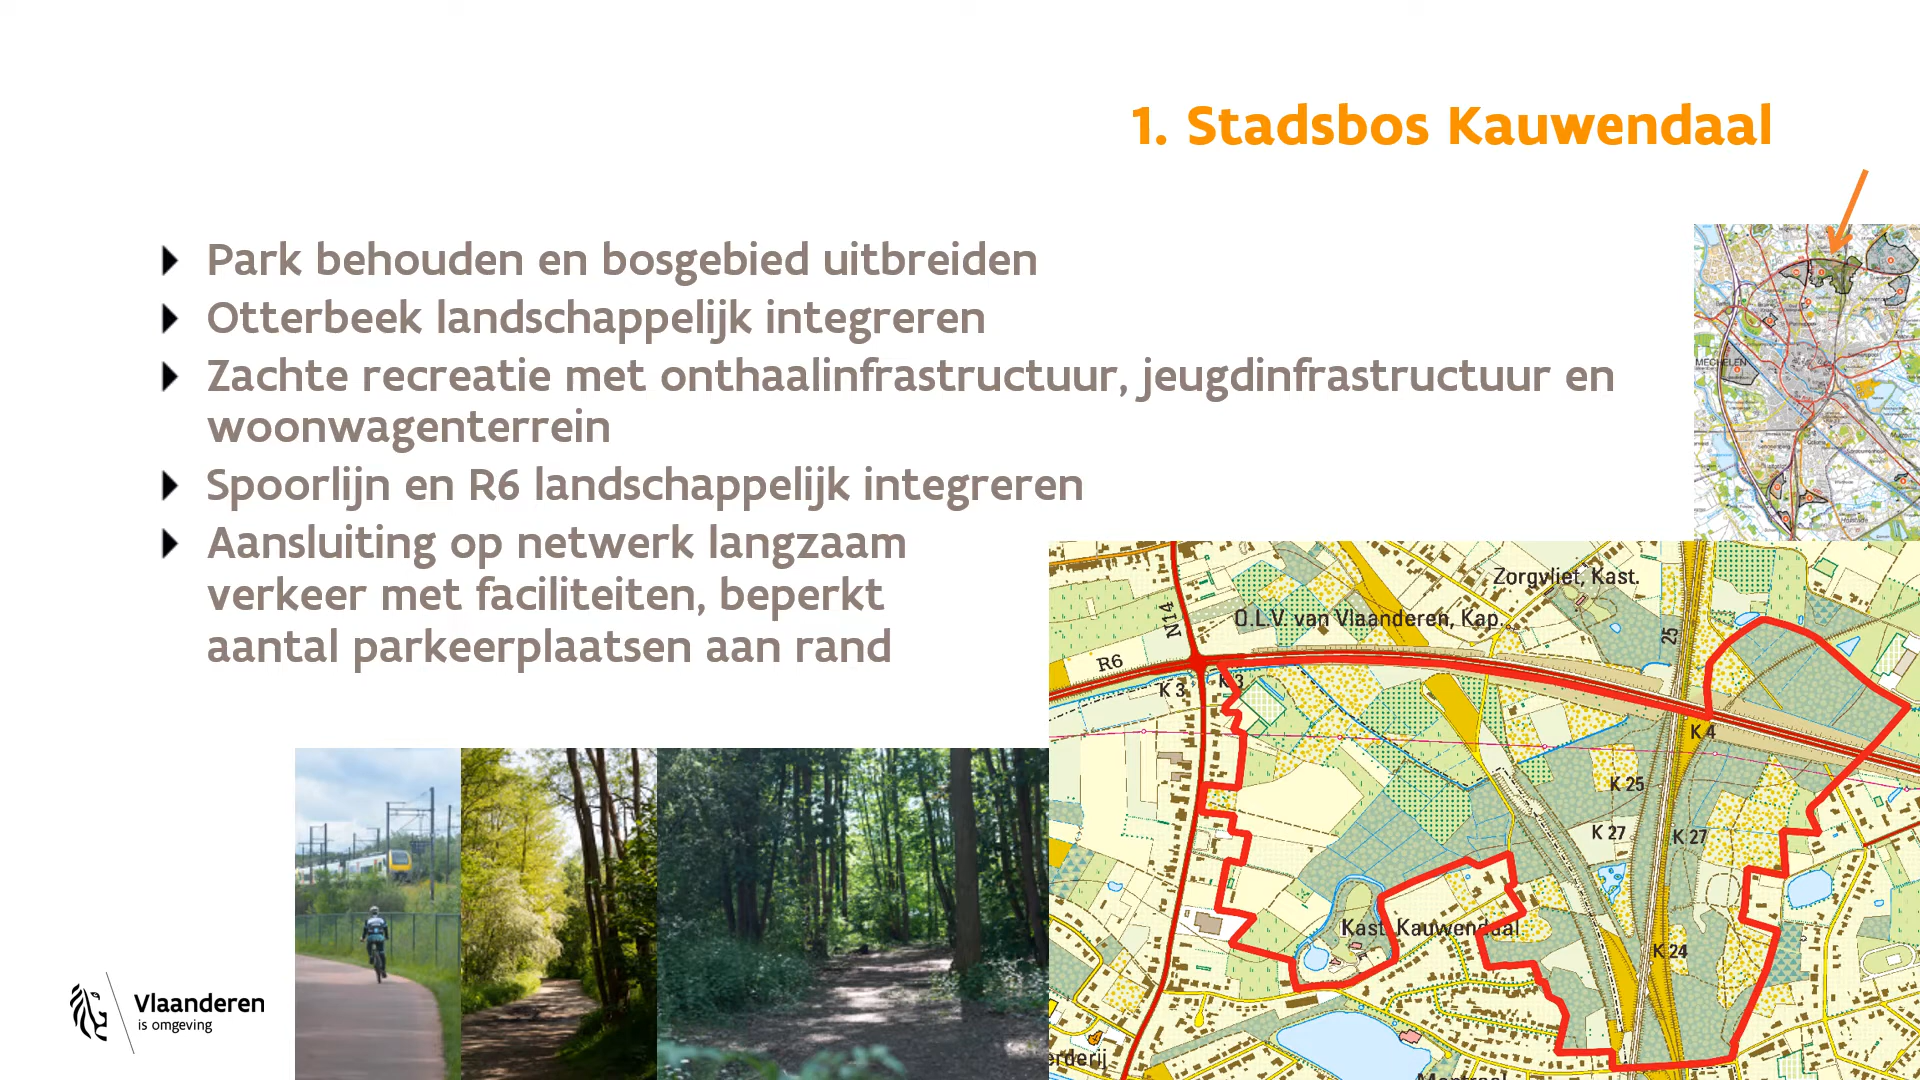 1. Stadsbos Kauwendaal
Park behouden en bosgebied uitbreiden
Otterbeek landschappelijk integreren
Zachte recreatie met onthaalinfrastructuur, jeugdinfrastructuur en
woonwagenterrein
Spoorlijn en R6 landschappelijk integreren
Aansluiting op netwerk langzaam
verkeer met faciliteiten, beperkt
aantal parkeerplaatsen aan rand
MECHELEN
Zorgvliet, Kast.
O.L.V. van Vlaanderen, Kap.
N14
25
R6
K 3
K 3
K 4
K 25
K 27
K 27
Kast. Kauwendaal
K 24
Vlaanderen
is omgeving